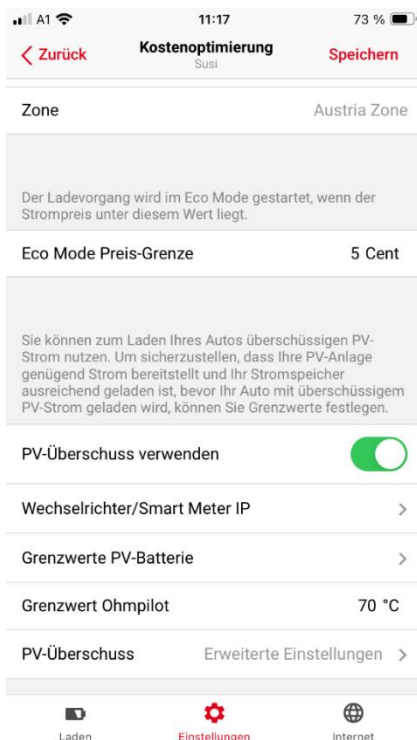 A1 11:17 73 %
Zurück Kostenoptimierung Speichern
Susi
Zone Austria Zone
Der Ladevorgang wird im Eco Mode gestartet, wenn der
Strompreis unter diesem Wert liegt.
Eco Mode Preis-Grenze 5 Cent
Sie können zum Laden Ihres Autos überschüssigen PV-
Strom nutzen. Um sicherzustellen, dass Ihre PV-Anlage
genügend Strom bereitstellt und Ihr Stromspeicher
ausreichend geladen ist, bevor Ihr Auto mit überschüssigem
PV-Strom geladen wird, können Sie Grenzwerte festlegen.
PV-Überschuss verwenden
Wechselrichter/Smart Meter IP
Grenzwerte PV-Batterie
Grenzwert Ohmpilot 70 °C
PV-Überschuss Erweiterte Einstellungen
Laden Einstellungen Internet